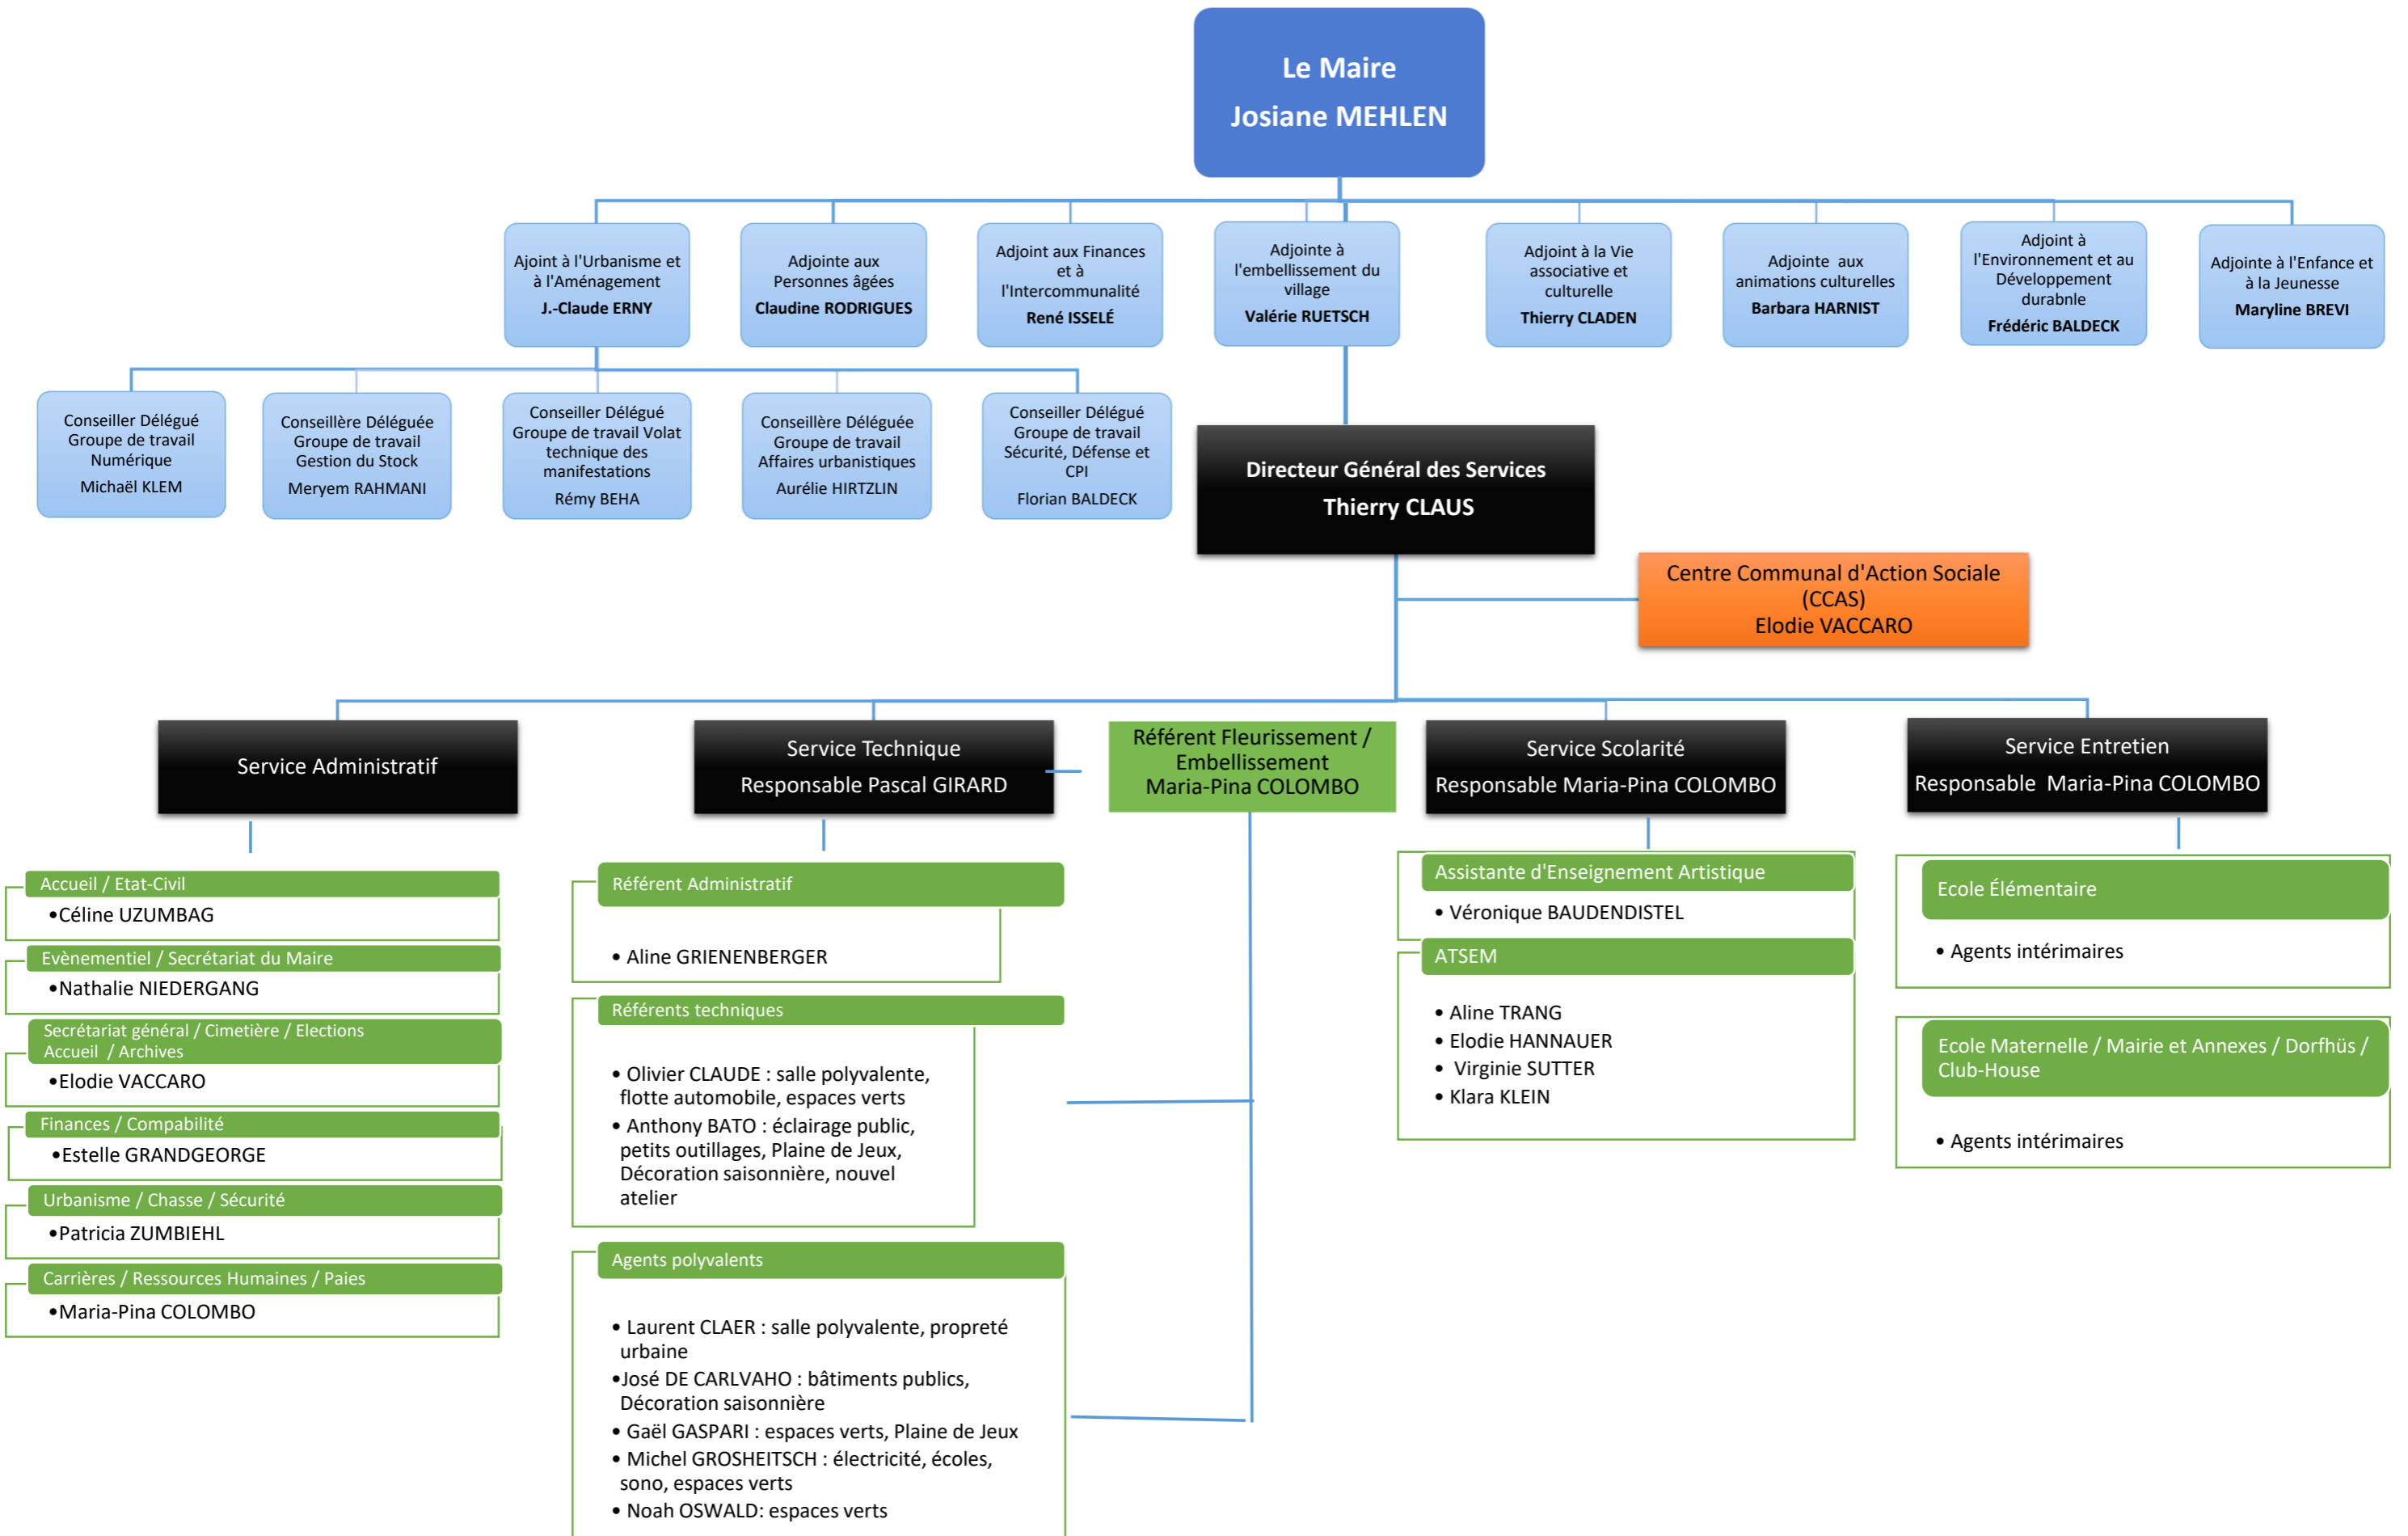 Le Maire
Josiane MEHLEN
Ajoint à l'Urbanisme et
à l'Aménagement
J.-Claude ERNY
Adjointe aux
Personnes âgées
Claudine RODRIGUES
Adjoint aux Finances
et à
l'Intercommunalité
René ISSELÉ
Adjointe à
l'embellissement du
village
Valérie RUETSCH
Adjoint à la Vie
associative et
culturelle
Thierry CLADEN
Adjointe aux
animations culturelles
Barbara HARNIST
Adjoint à
l'Environnement et au
Développement
durabnle
Frédéric BALDECK
Adjointe à l'Enfance et
à la Jeunesse
Maryline BREVI
Conseiller Délégué
Groupe de travail
Numérique
Michaël KLEM
Conseillère Déléguée
Groupe de travail
Gestion du Stock
Meryem RAHMANI
Conseiller Délégué
Groupe de travail Volat
technique des
manifestations
Rémy BEHA
Conseillère Déléguée
Groupe de travail
Affaires urbanistiques
Aurélie HIRTZLIN
Conseiller Délégué
Groupe de travail
Sécurité, Défense et
CPI
Florian BALDECK
Directeur Général des Services
Thierry CLAUS
Centre Communal d'Action Sociale
(CCAS)
Elodie VACCARO
Service Administratif
Service Technique
Responsable Pascal GIRARD
Référent Fleurissement /
Embellissement
Maria-Pina COLOMBO
Service Scolarité
Responsable Maria-Pina COLOMBO
Service Entretien
Responsable Maria-Pina COLOMBO
Accueil / Etat-Civil
•Céline UZUMBAG
Evènementiel / Secrétariat du Maire
•Nathalie NIEDERGANG
Secrétariat général / Cimetière / Elections
Accueil / Archives
•Elodie VACCARO
Finances / Compabilité
•Estelle GRANDGEORGE
Urbanisme / Chasse / Sécurité
•Patricia ZUMBIEHL
Carrières / Ressources Humaines / Paies
•Maria-Pina COLOMBO
Référent Administratif
• Aline GRIENENBERGER
Référents techniques
• Olivier CLAUDE : salle polyvalente,
flotte automobile, espaces verts
• Anthony BATO : éclairage public,
petits outillages, Plaine de Jeux,
Décoration saisonnière, nouvel
atelier
Agents polyvalents
• Laurent CLAER : salle polyvalente, propreté
urbaine
•José DE CARLVAHO : bâtiments publics,
Décoration saisonnière
• Gaël GASPARI : espaces verts, Plaine de Jeux
• Michel GROSHEITSCH : électricité, écoles,
sono, espaces verts
• Noah OSWALD: espaces verts
Assistante d'Enseignement Artistique
• Véronique BAUDENDISTEL
ATSEM
• Aline TRANG
• Elodie HANNAUER
• Virginie SUTTER
• Klara KLEIN
Ecole Élémentaire
• Agents intérimaires
Ecole Maternelle / Mairie et Annexes / Dorfhüs /
Club-House
• Agents intérimaires